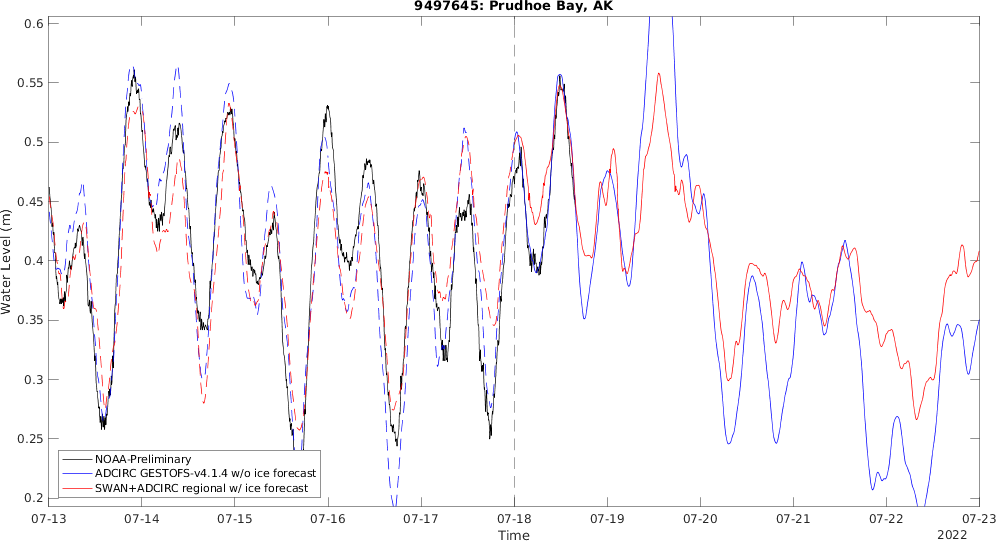 9497645: Prudhoe Bay, AK
Water Level (m)
0.6
0.55
0.5
0.45
0.4
0.35
0.3
0.25
0.2
NOAA-Preliminary
ADCIRC GESTOFS-v4.1.4 w/o ice forecast
SWAN+ADCIRC regional w/ ice forecast
07-13 07-14 07-15 07-16 07-17 07-18 07-19 07-20 07-21 07-22 07-23
Time
2022